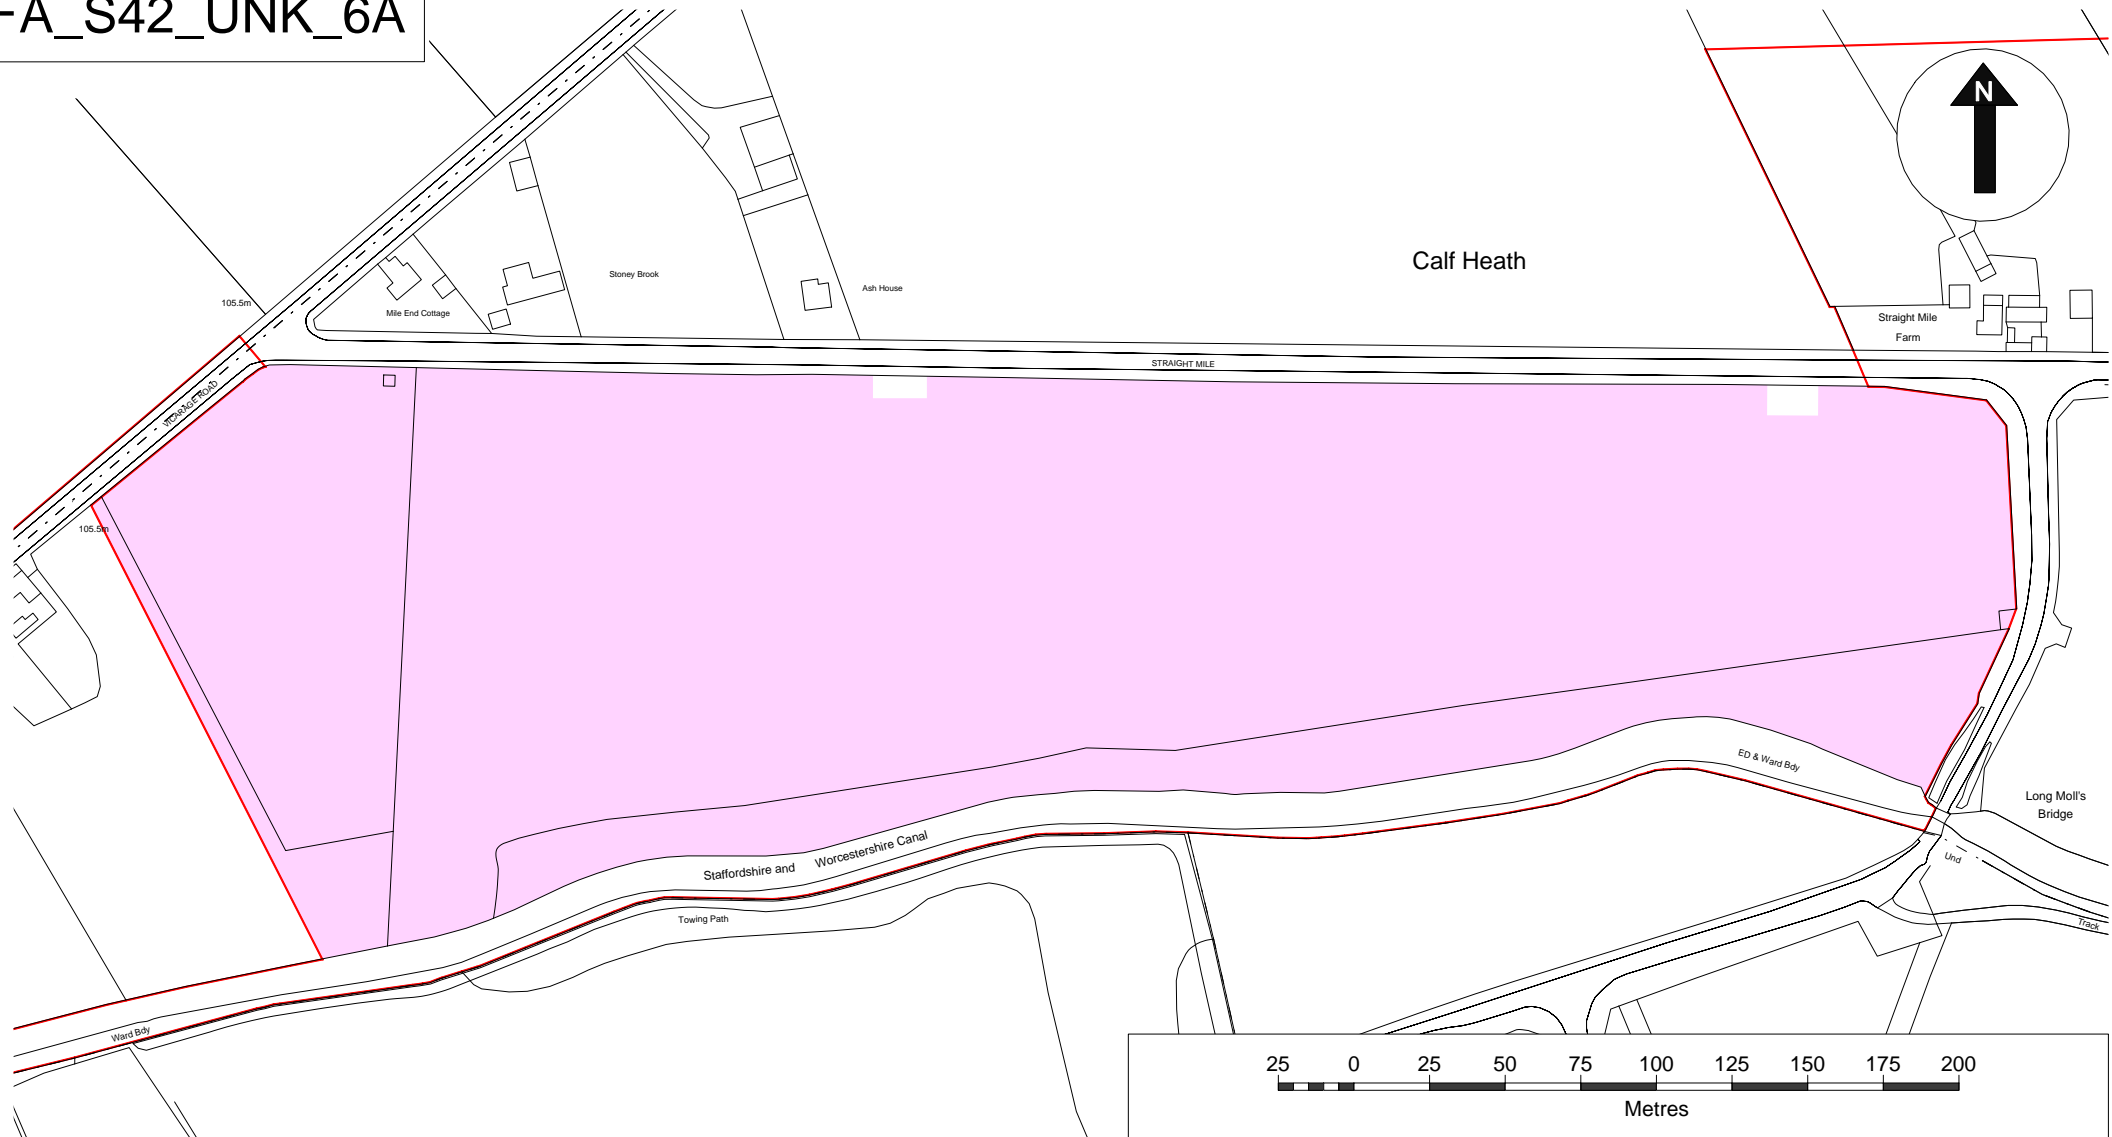 A_S42_UNK_6A
N
Calf Heath
Stoney Brook
Ash House
105.5m
Mile End Cottage
Straight Mile
Farm
STRAIGHT MILE
VICARAGE ROAD
105.5m
ED & Ward Bdy
Long Moll's
Bridge
Staffordshire and Worcestershire Canal
Und
Towing Path
Track
Ward Bdy
25 0 25 50 75 100 125 150 175 200
Metres